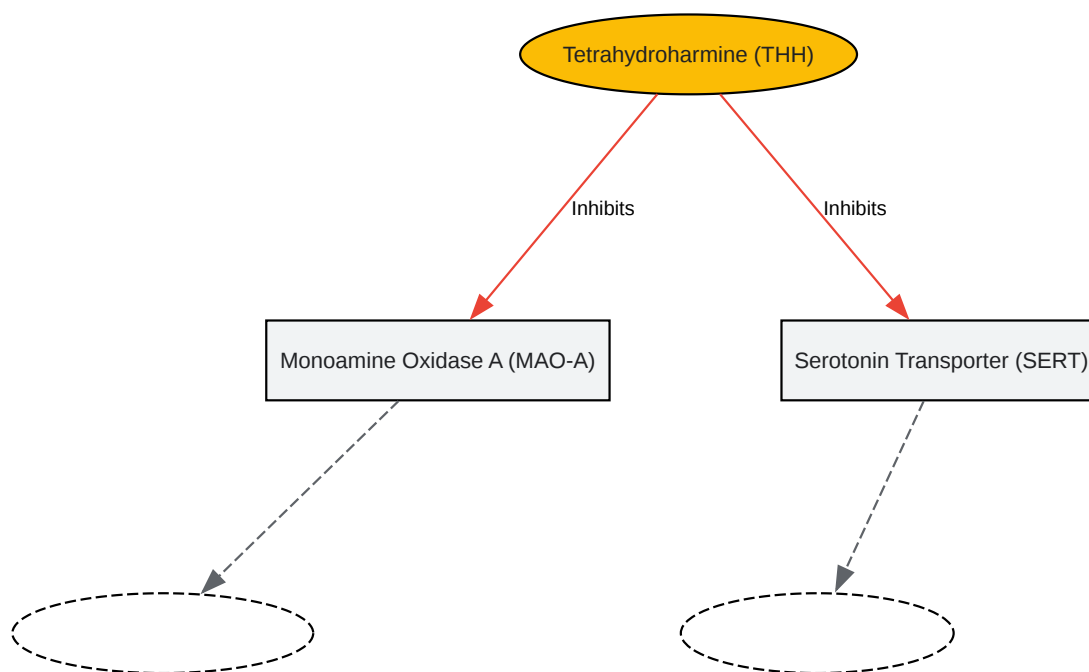 Tetrahydroharmine (THH)
Inhibits
Inhibits
Monoamine Oxidase A (MAO-A)
Serotonin Transporter (SERT)